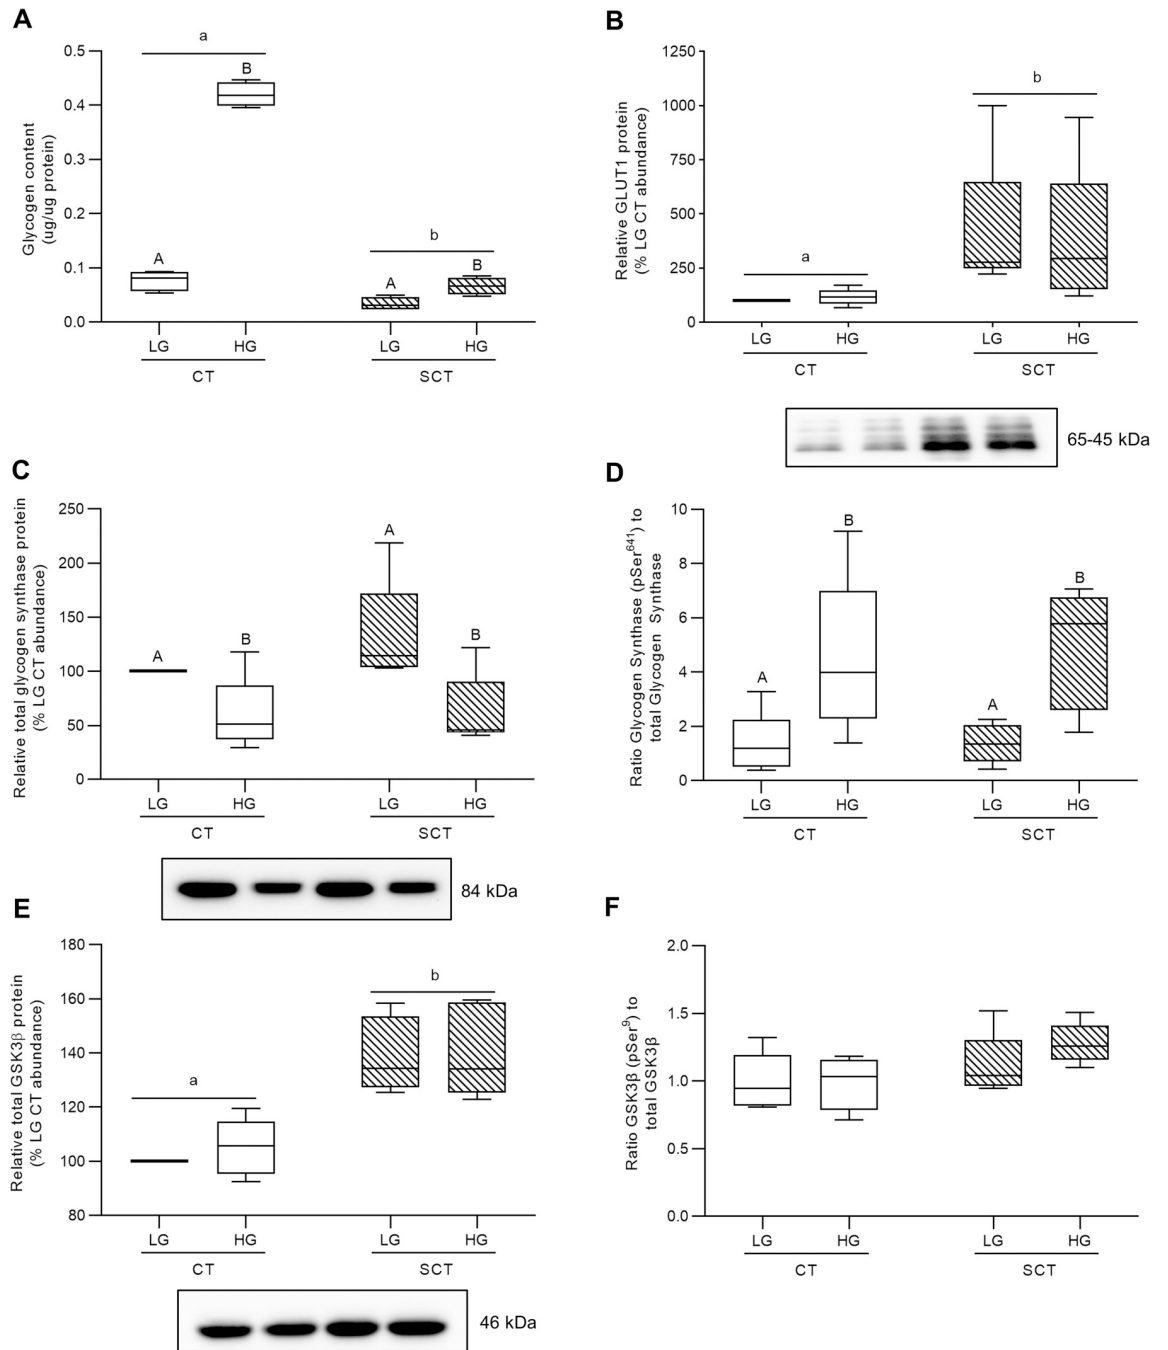 A
a
0.5
B
0.4
0.3
0.2
b
0.1
A
A
B
0.0
Glycogen content
(ug/ug protein)
LG HG LG HG
CT SCT
B
1250
b
1000
750
500
a
250
0
Relative GLUT1 protein
(% LG CT abundance)
LG HG LG HG
CT SCT
65-45 kDa
C
250
A
200
150
A
B
B
100
50
0
Relative total glycogen synthase protein
(% LG CT abundance)
LG HG LG HG
CT SCT
84 kDa
D
10
B
8
B
6
4
A
A
2
0
Ratio Glycogen Synthase (pSer⁶⁴¹) to
total Glycogen Synthase
LG HG LG HG
CT SCT
E
180
b
160
140
a
120
100
80
Relative total GSK3β protein
(% LG CT abundance)
LG HG LG HG
CT SCT
46 kDa
F
2.0
1.5
1.0
0.5
0.0
Ratio GSK3β (pSer⁹) to
total GSK3β
LG HG LG HG
CT SCT